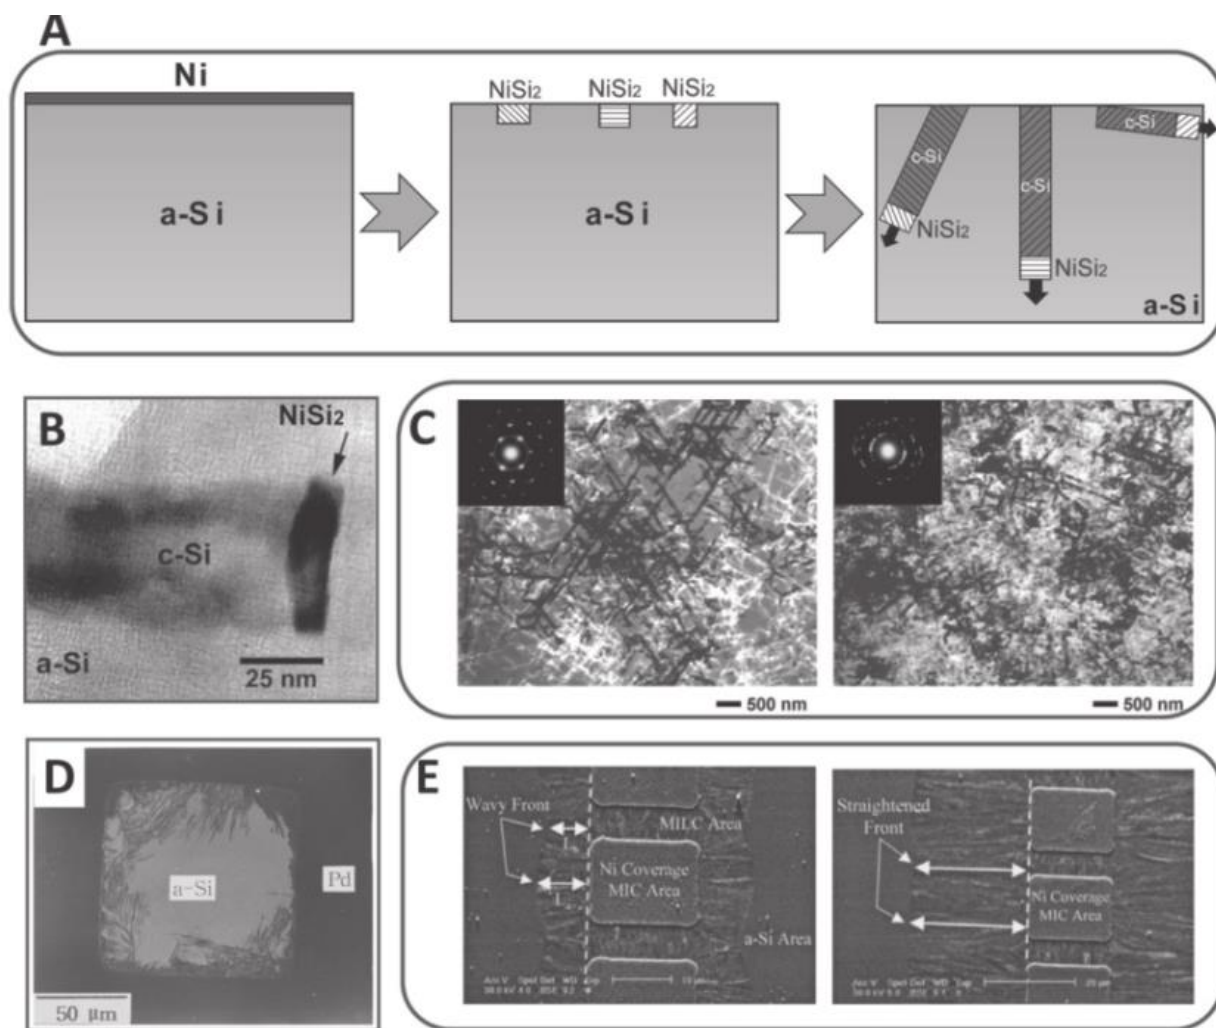 A
Ni
a-Si
NiSi2
NiSi2
NiSi2
a-Si
c-Si
NiSi2
c-Si
NiSi2
c-Si
a-Si
B
NiSi2
c-Si
a-Si
25 nm
C
500 nm
500 nm
D
a-Si
Pd
50 μm
E
Wavy Front
MILC Area
Ni Coverage
MIC Area
a-Si Area
Straightened
Front
Ni Coverage
MIC Area